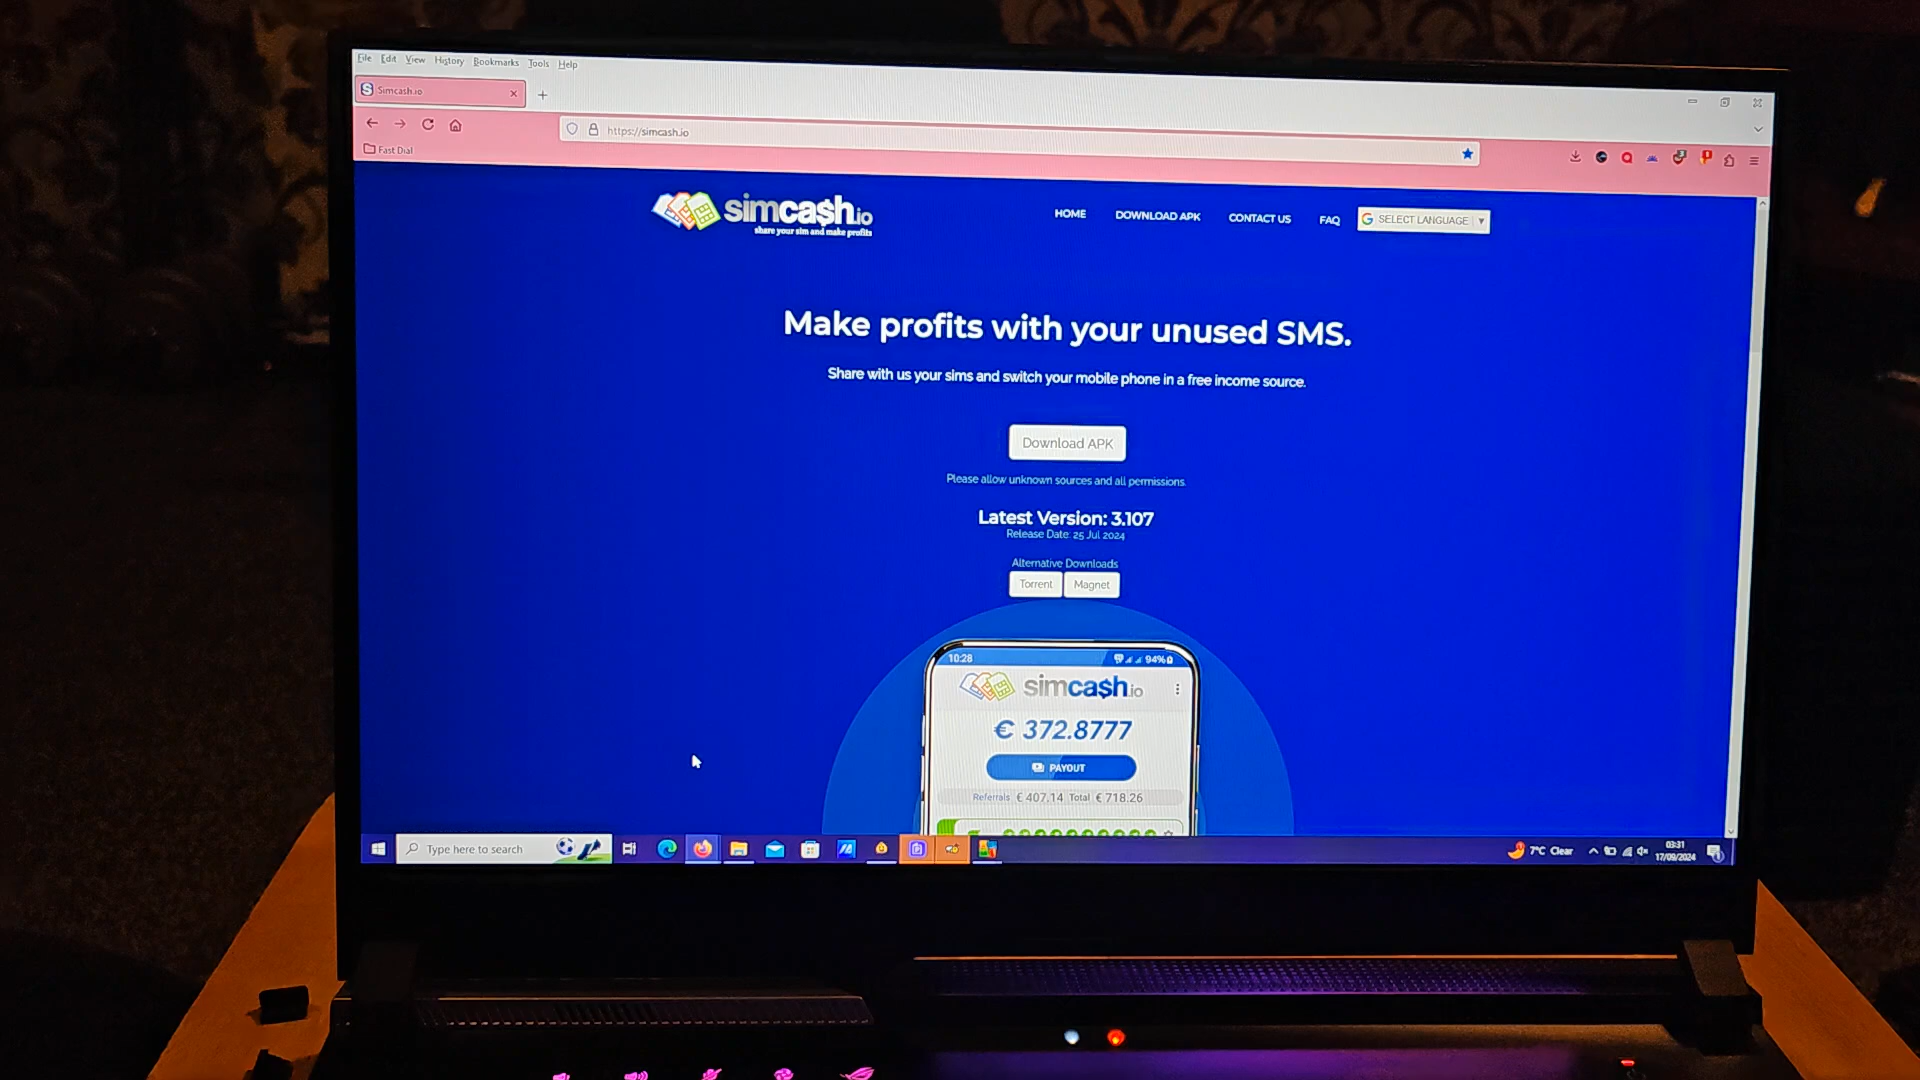 File Edit View History Bookmarks Tools Help
Simcash.io
https://simcash.io
Fast Dial
simca$h.io
share your sim and make profits
HOME DOWNLOAD APK CONTACT US FAQ SELECT LANGUAGE
Make profits with your unused SMS.
Share with us your sims and switch your mobile phone in a free income source.
Download APK
Please allow unknown sources and all permissions.
Latest Version: 3.107
Release Date: 25 Jul 2024
Alternative Downloads
Torrent Magnet
10:28 94%
simca$h.io
€ 372.8777
PAYOUT
Referrals € 407.14 Total € 718.26
Type here to search
7°C Clear
03:31
17/09/2024